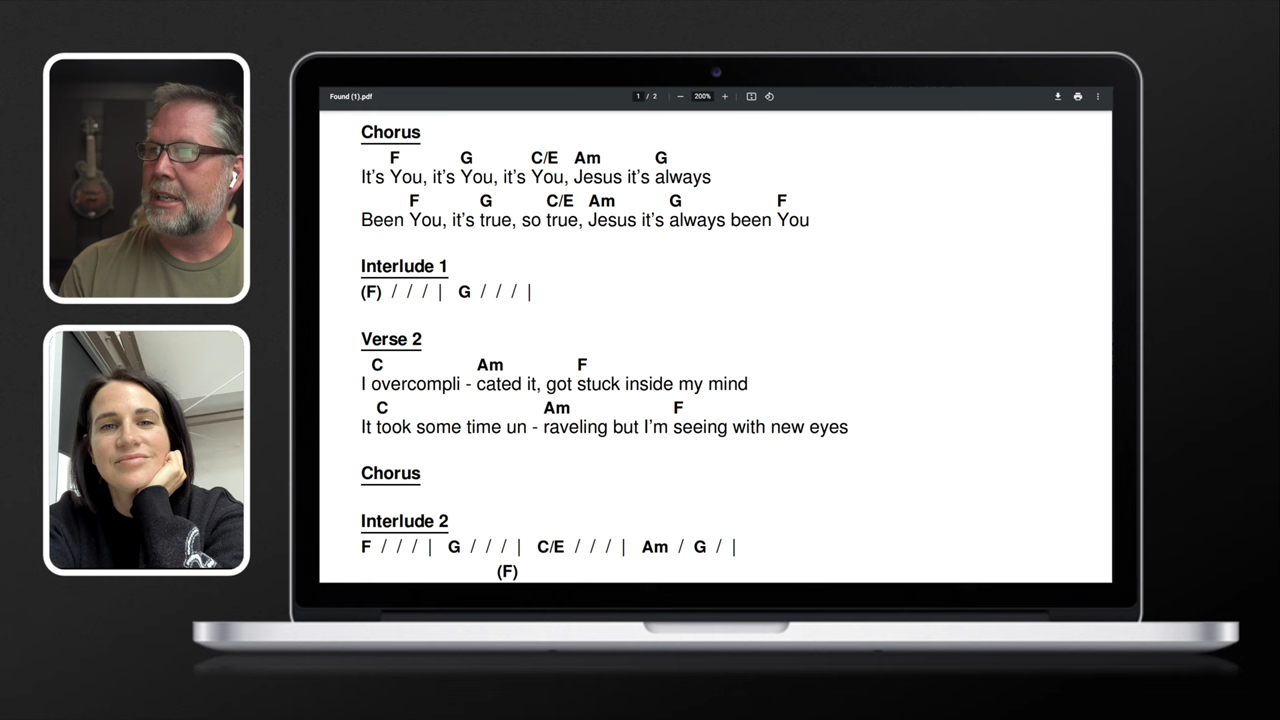 Found (1).pdf
1 / 2
200%
Chorus
F G C/E Am G
It's You, it's You, it's You, Jesus it's always
F G C/E Am G F
Been You, it's true, so true, Jesus it's always been You
Interlude 1
(F) / / / | G / / / |
Verse 2
C Am F
I overcompli - cated it, got stuck inside my mind
C Am F
It took some time un - raveling but I'm seeing with new eyes
Chorus
Interlude 2
F / / / | G / / / | C/E / / / | Am / G / |
(F)